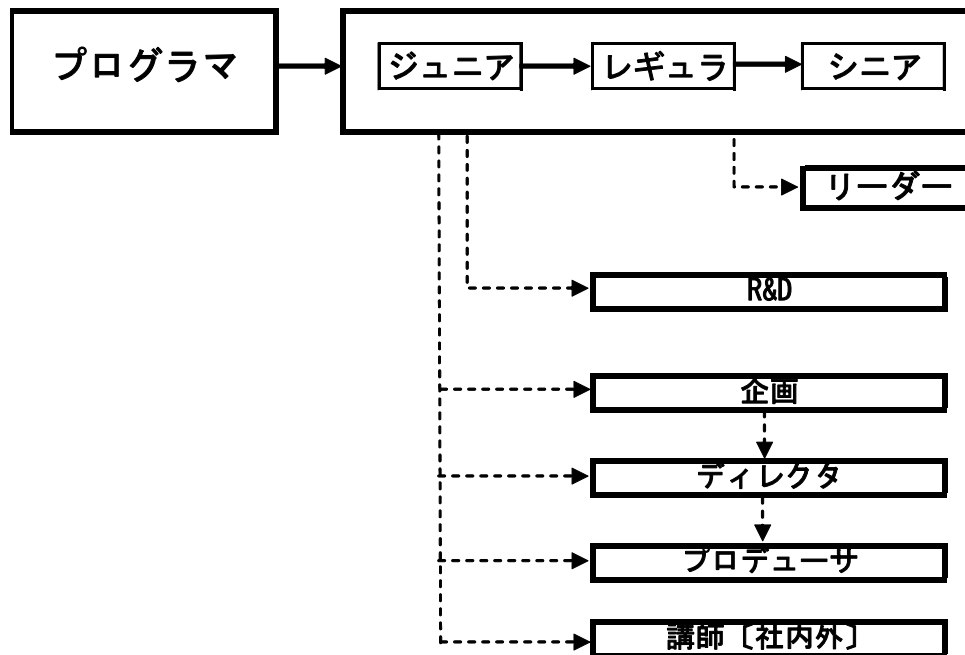 プログラマ
ジュニア
レギュラ
シニア
リーダー
R&D
企画
ディレクタ
プロデューサ
講師〔社内外〕